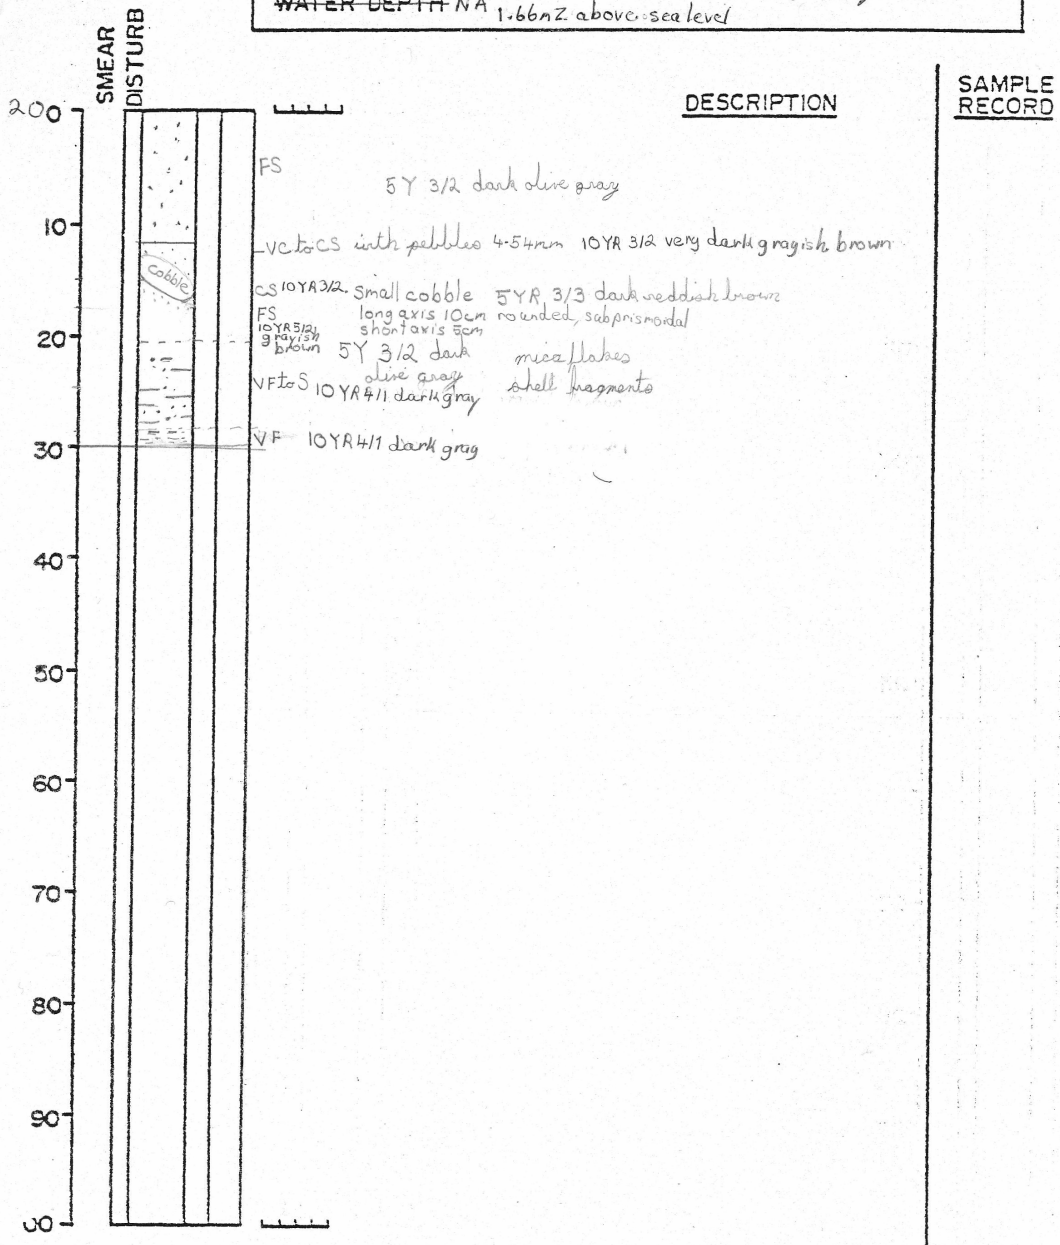 WATER DEPTH NA 1.66m above sea level
SMEAR
DISTURB
DESCRIPTION
SAMPLE
RECORD
200
FS
5Y 3/2 dark olive gray
10
VC to CS with pebbles 4-54mm 10YR 3/2 very dark grayish brown
cobble
CS 10YR 3/2. small cobble 5YR 3/3 dark reddish brown
FS long axis 10cm rounded, subprismoidal
10YR 5/2 short axis 5cm
20
grayish
brown 5Y 3/2 dark mica flakes
olive gray shell fragments
VF to S 10YR 4/1 dark gray
30
VF 10YR 4/1 dark gray
40
50
60
70
80
90
00